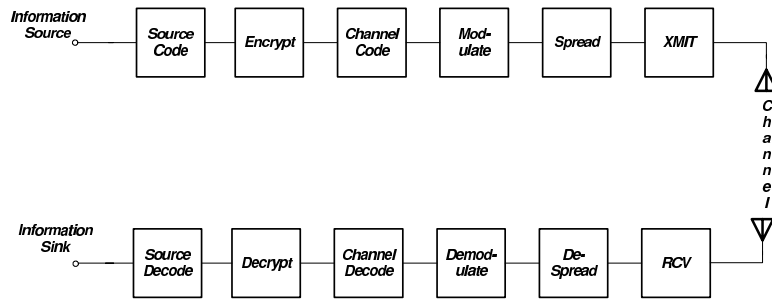 Information
Source
Source
Code
Encrypt
Channel
Code
Mod-
ulate
Spread
XMIT
Channel
Information
Sink
Source
Decode
Decrypt
Channel
Decode
Demod-
ulate
De-
Spread
RCV